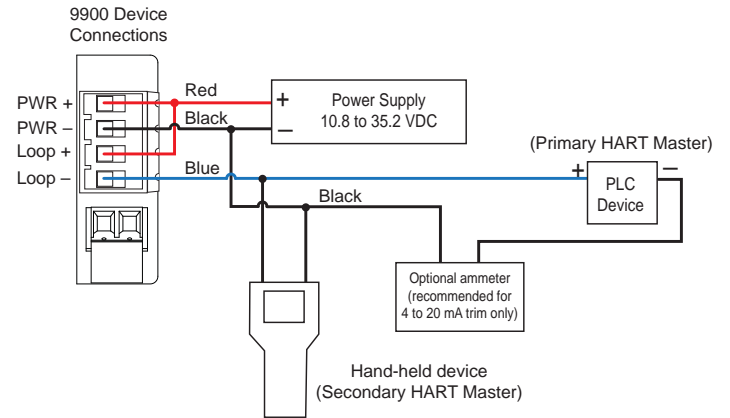 9900 Device
Connections
PWR +
PWR –
Loop +
Loop –
Red
Black
Blue
+
–
Power Supply
10.8 to 35.2 VDC
(Primary HART Master)
+
–
PLC
Device
Black
Optional ammeter
(recommended for
4 to 20 mA trim only)
Hand-held device
(Secondary HART Master)